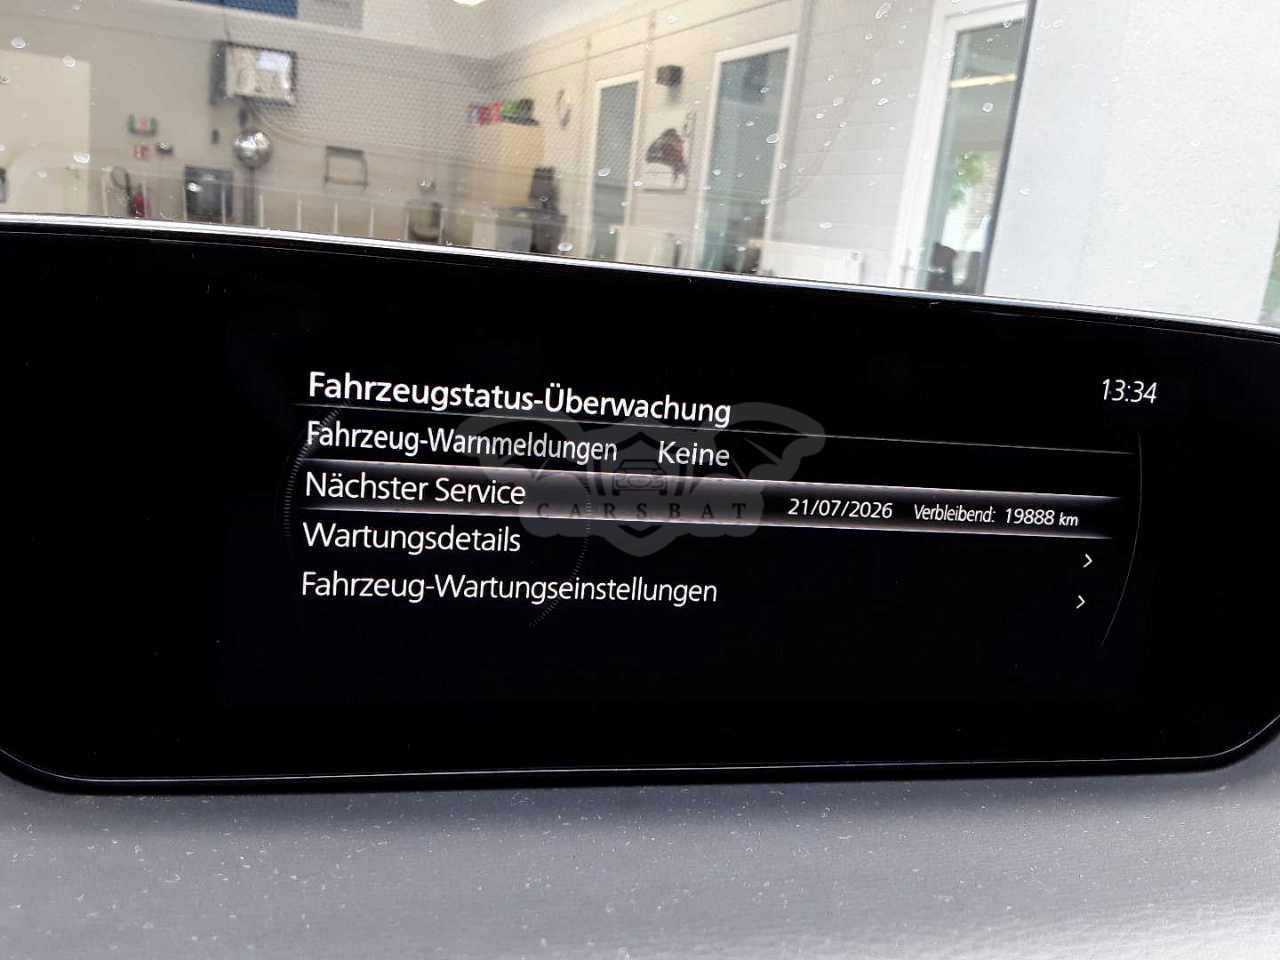 13:34
Fahrzeugstatus-Überwachung
Fahrzeug-Warnmeldungen Keine
Nächster Service 21/07/2026 Verbleibend: 19888 km
Wartungsdetails
Fahrzeug-Wartungseinstellungen
CARSBAT